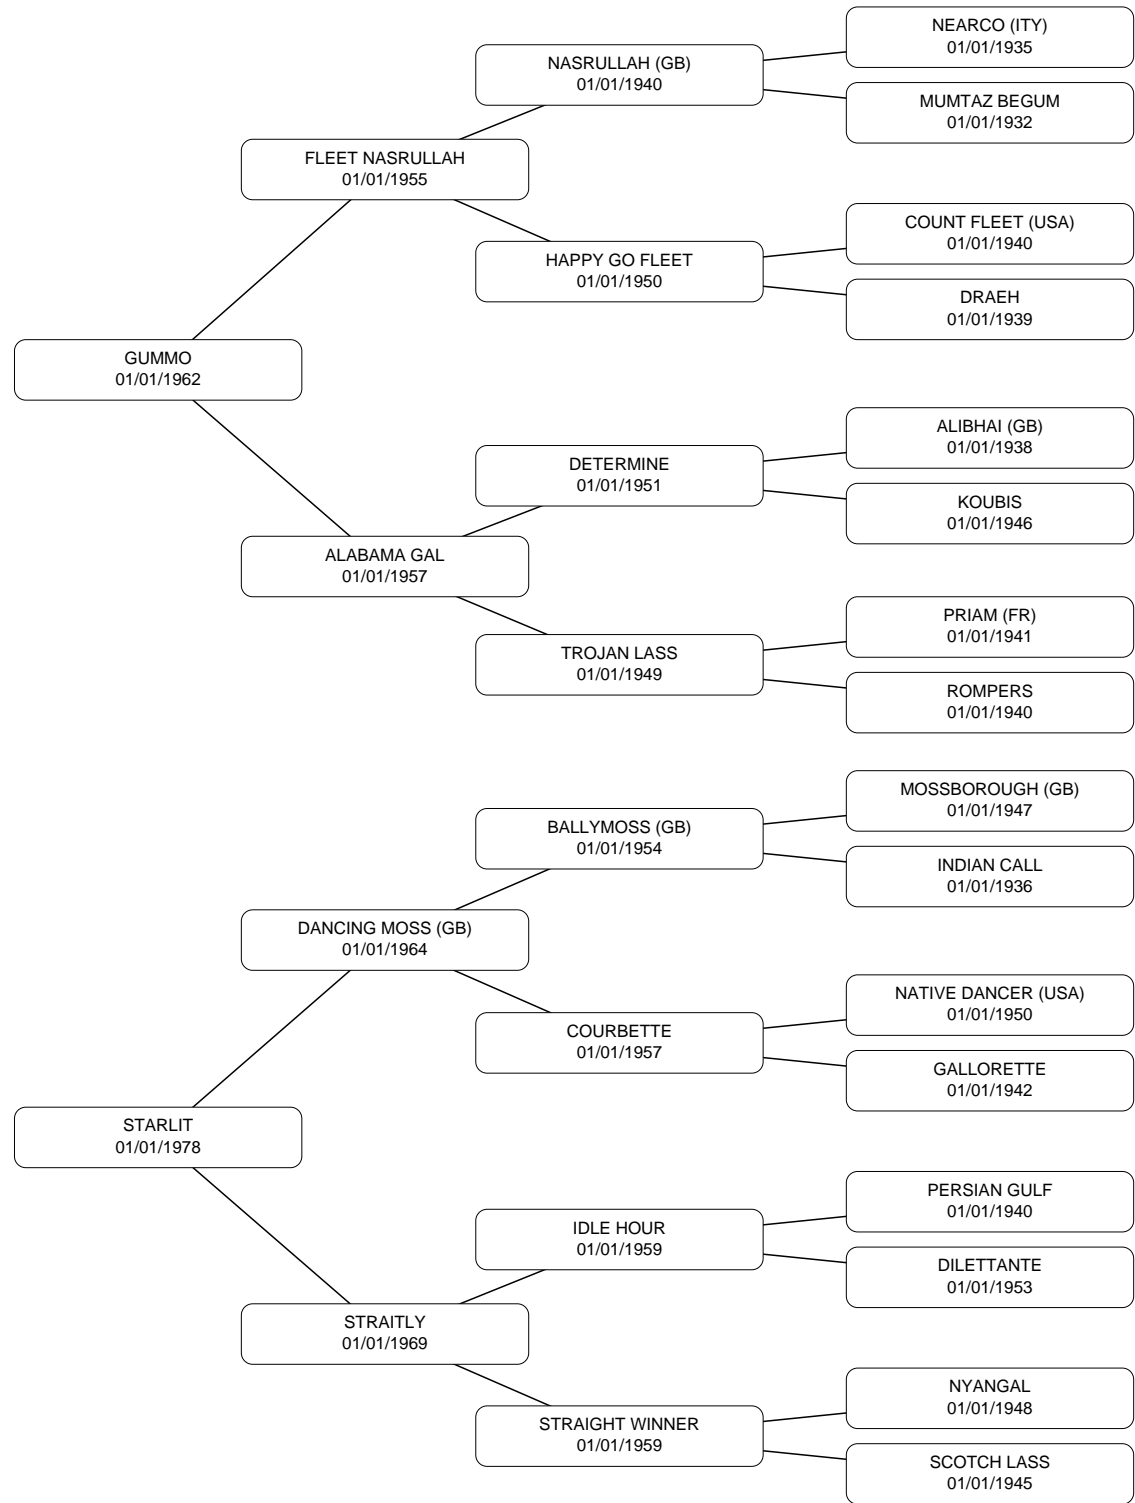 NEARCO (ITY)
01/01/1935
NASRULLAH (GB)
01/01/1940
MUMTAZ BEGUM
01/01/1932
FLEET NASRULLAH
01/01/1955
COUNT FLEET (USA)
01/01/1940
HAPPY GO FLEET
01/01/1950
DRAEH
01/01/1939
GUMMO
01/01/1962
ALIBHAI (GB)
01/01/1938
DETERMINE
01/01/1951
KOUBIS
01/01/1946
ALABAMA GAL
01/01/1957
PRIAM (FR)
01/01/1941
TROJAN LASS
01/01/1949
ROMPERS
01/01/1940
MOSSBOROUGH (GB)
01/01/1947
BALLYMOSS (GB)
01/01/1954
INDIAN CALL
01/01/1936
DANCING MOSS (GB)
01/01/1964
NATIVE DANCER (USA)
01/01/1950
COURBETTE
01/01/1957
GALLORETTE
01/01/1942
STARLIT
01/01/1978
PERSIAN GULF
01/01/1940
IDLE HOUR
01/01/1959
DILETTANTE
01/01/1953
STRAITLY
01/01/1969
NYANGAL
01/01/1948
STRAIGHT WINNER
01/01/1959
SCOTCH LASS
01/01/1945